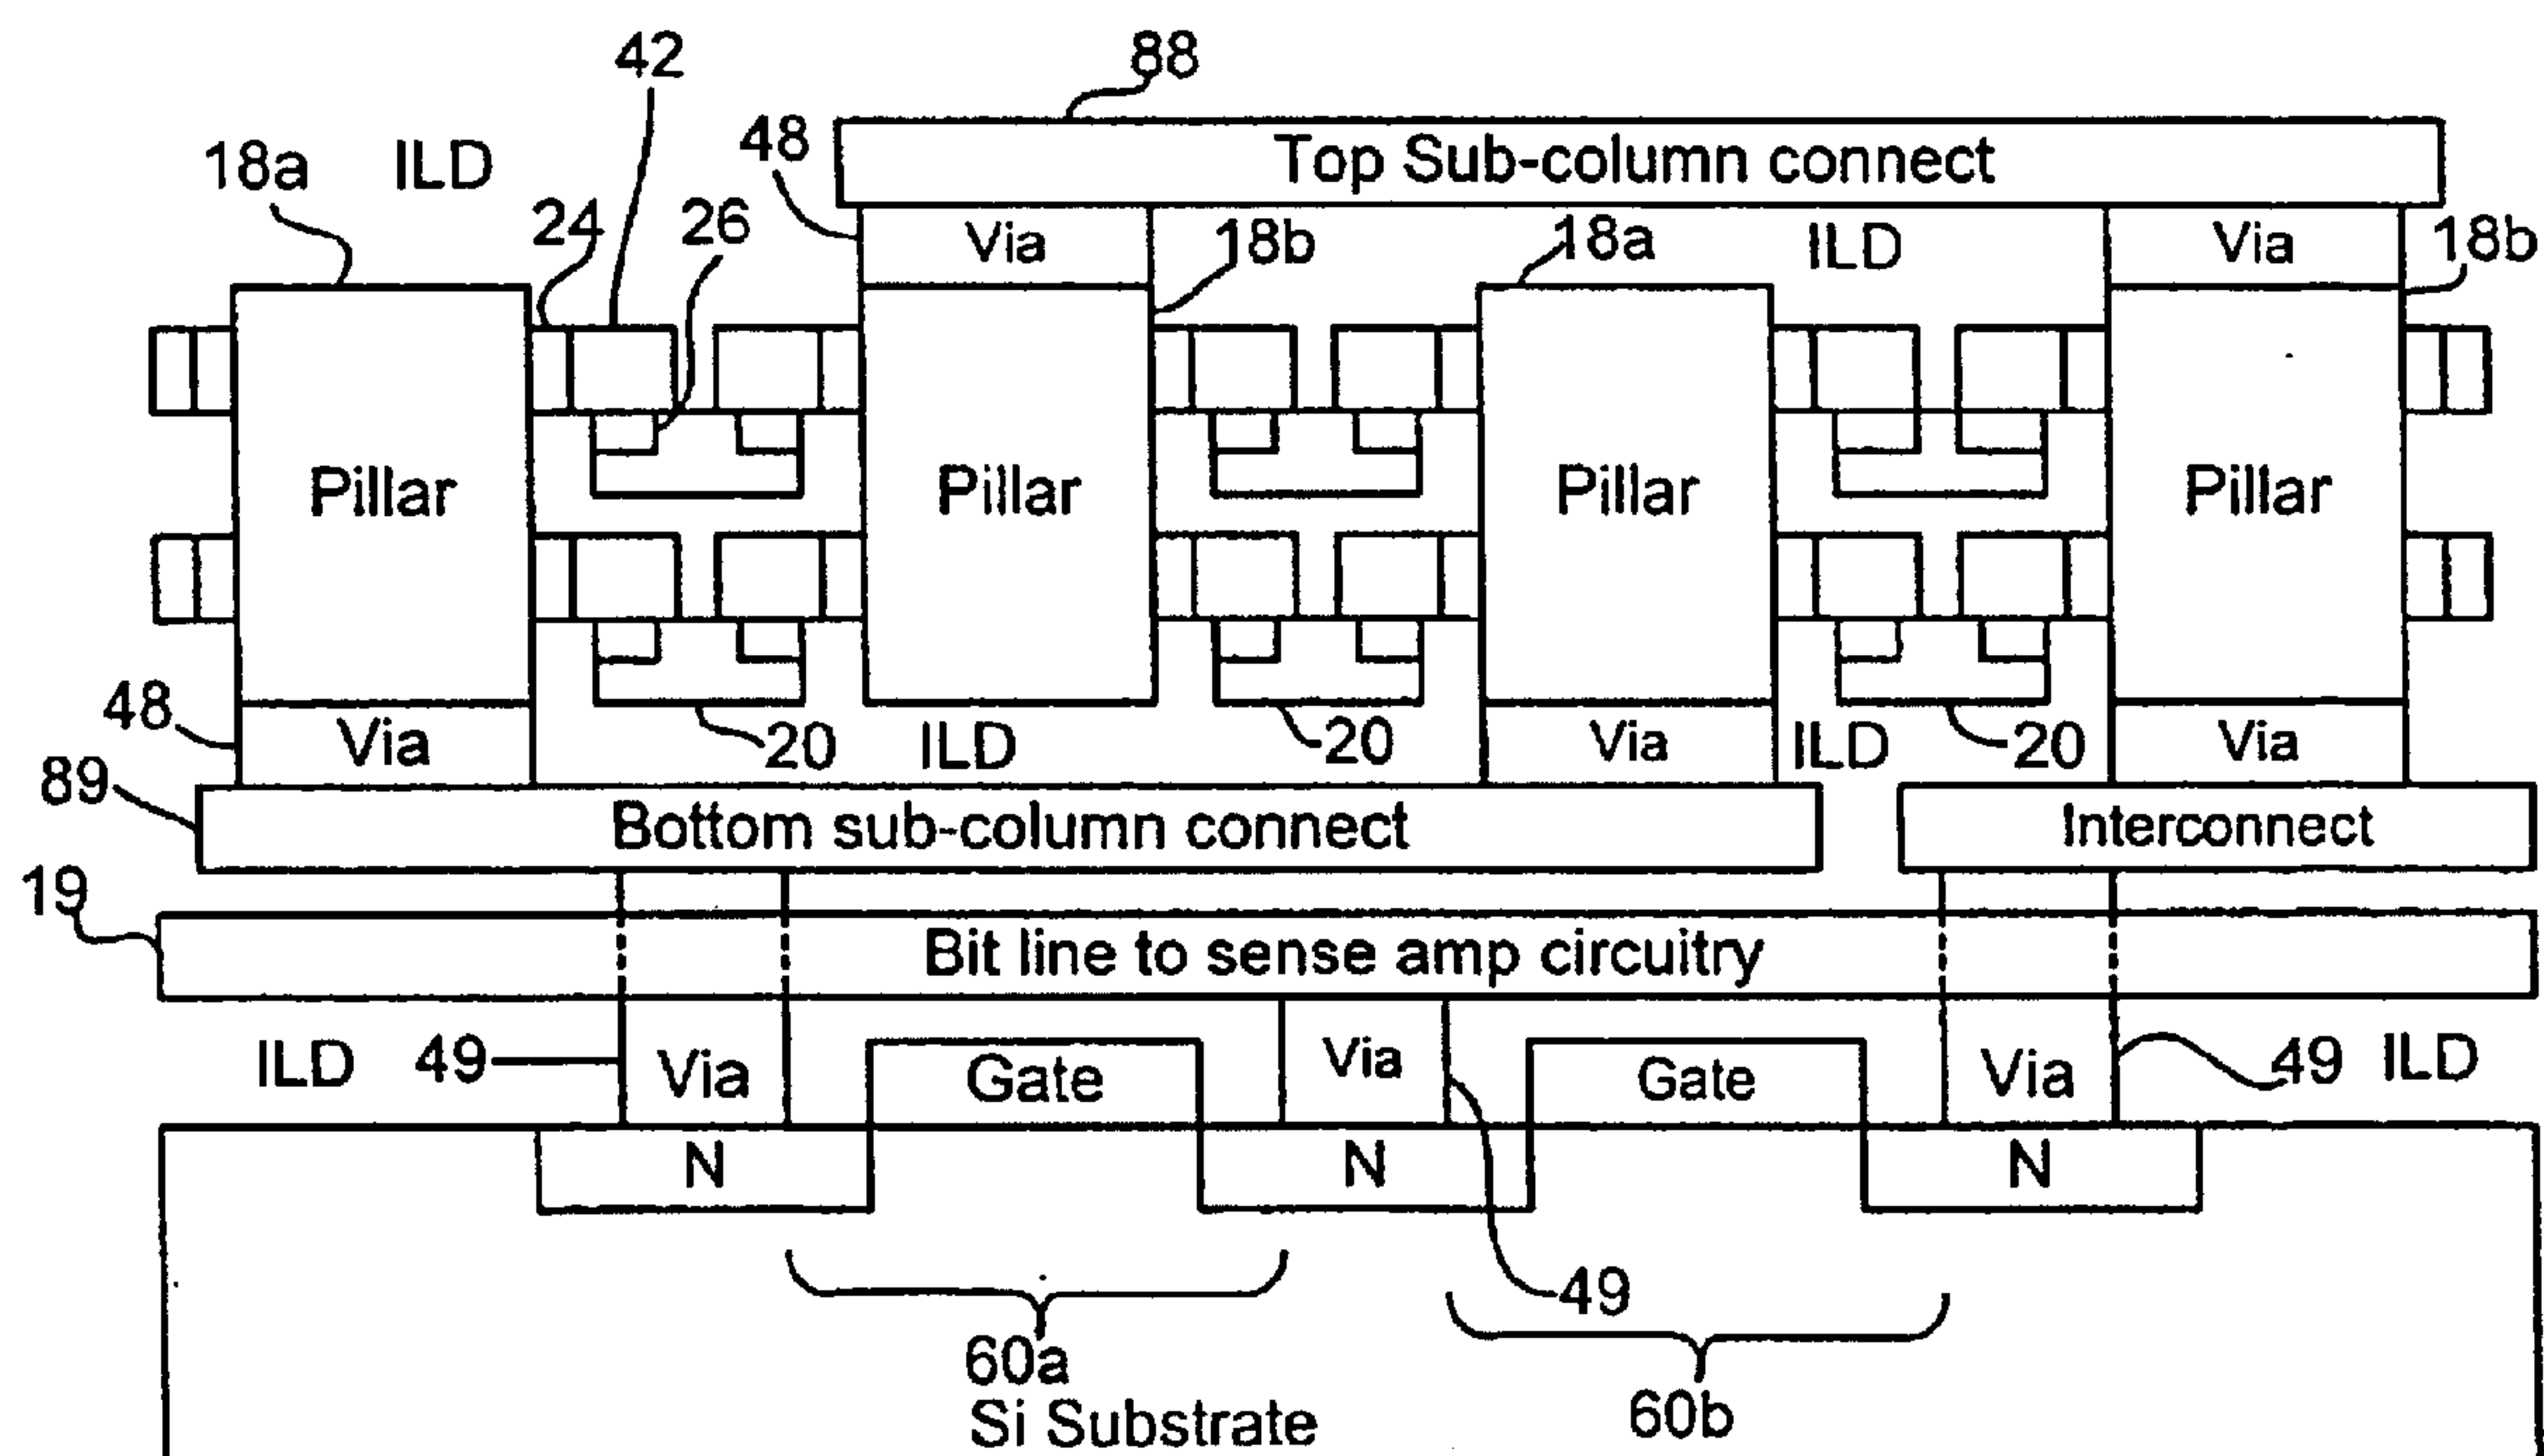 42
88
48
Top Sub-column connect
18a
ILD
24
26
Via
18b
18a
ILD
Via
18b
Pillar
Pillar
Pillar
Pillar
48
Via
20
ILD
20
Via
ILD
20
Via
89
Bottom sub-column connect
Interconnect
19
Bit line to sense amp circuitry
ILD
49
Via
Gate
Via
Gate
Via
49
ILD
N
N
N
49
60a
60b
Si Substrate